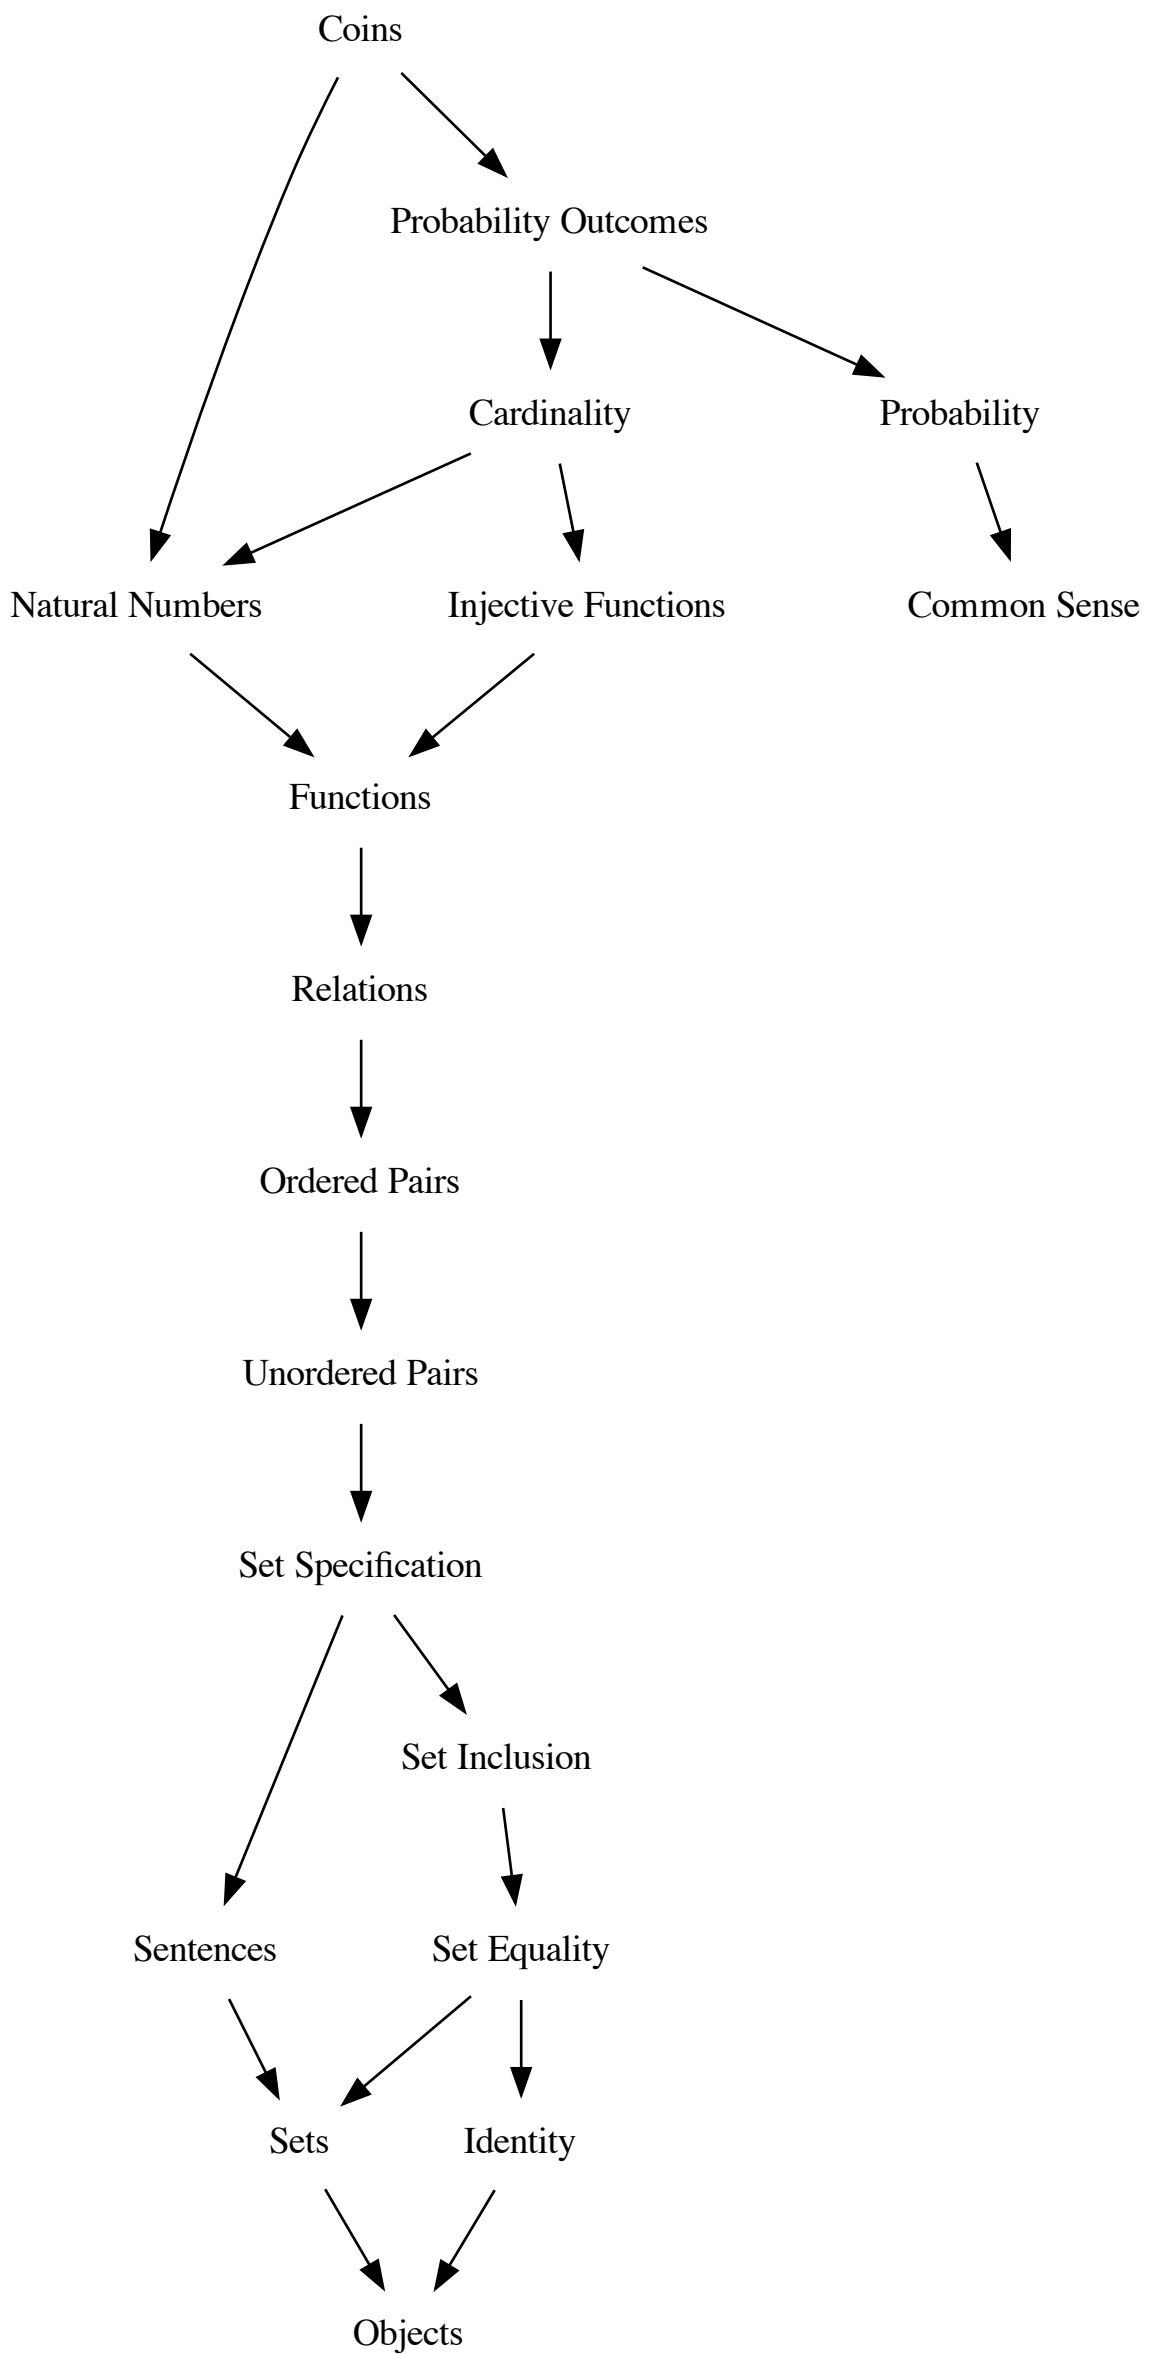 Coins
Probability Outcomes
Cardinality
Probability
Natural Numbers
Injective Functions
Common Sense
Functions
Relations
Ordered Pairs
Unordered Pairs
Set Specification
Set Inclusion
Sentences
Set Equality
Sets
Identity
Objects